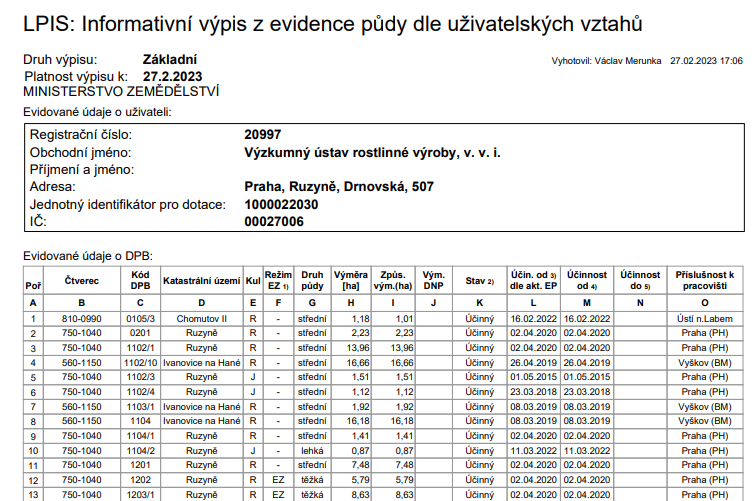 LPIS: Informativní výpis z evidence půdy dle uživatelských vztahů
Druh výpisu: Základní
Vyhotovil: Václav Merunka 27.02.2023 17:06
Platnost výpisu k: 27.2.2023
MINISTERSTVO ZEMĚDĚLSTVÍ
Evidované údaje o uživateli:
Registrační číslo: 20997
Obchodní jméno: Výzkumný ústav rostlinné výroby, v. v. i.
Příjmení a jméno:
Adresa: Praha, Ruzyně, Drnovská, 507
Jednotný identifikátor pro dotace: 1000022030
IČ: 00027006
Evidované údaje o DPB:
Poř Čtverec Kód DPB Katastrální území Kul Režim EZ 1) Druh půdy Výměra [ha] Způs. vým.(ha) Vým. DNP Stav 2) Účin. od 3) dle akt. EP Účinnost od 4) Účinnost do 5) Příslušnost k pracovišti
A B C D E F G H I J K L M N O
1 810-0990 0105/3 Chomutov II R - střední 1,18 1,01 Účinný 16.02.2022 16.02.2022 Ústí n.Labem
2 750-1040 0201 Ruzyně R - střední 2,23 2,23 Účinný 02.04.2020 02.04.2020 Praha (PH)
3 750-1040 1102/1 Ruzyně R - střední 13,96 13,96 Účinný 02.04.2020 02.04.2020 Praha (PH)
4 560-1150 1102/10 Ivanovice na Hané R - střední 16,66 16,66 Účinný 26.04.2019 26.04.2019 Vyškov (BM)
5 750-1040 1102/3 Ruzyně J - střední 1,51 1,51 Účinný 01.05.2015 01.05.2015 Praha (PH)
6 750-1040 1102/4 Ruzyně J - střední 1,12 1,12 Účinný 23.03.2018 23.03.2018 Praha (PH)
7 560-1150 1103/1 Ivanovice na Hané R - střední 1,92 1,92 Účinný 08.03.2019 08.03.2019 Vyškov (BM)
8 560-1150 1104 Ivanovice na Hané R - střední 16,18 16,18 Účinný 08.03.2019 08.03.2019 Vyškov (BM)
9 750-1040 1104/1 Ruzyně R - střední 1,41 1,41 Účinný 02.04.2020 02.04.2020 Praha (PH)
10 750-1040 1104/2 Ruzyně J - lehká 0,87 0,87 Účinný 11.03.2022 11.03.2022 Praha (PH)
11 750-1040 1201 Ruzyně R - střední 7,48 7,48 Účinný 02.04.2020 02.04.2020 Praha (PH)
12 750-1040 1202 Ruzyně R EZ těžká 5,79 5,79 Účinný 02.04.2020 02.04.2020 Praha (PH)
13 750-1040 1203/1 Ruzyně R EZ těžká 8,63 8,63 Účinný 02.04.2020 02.04.2020 Praha (PH)